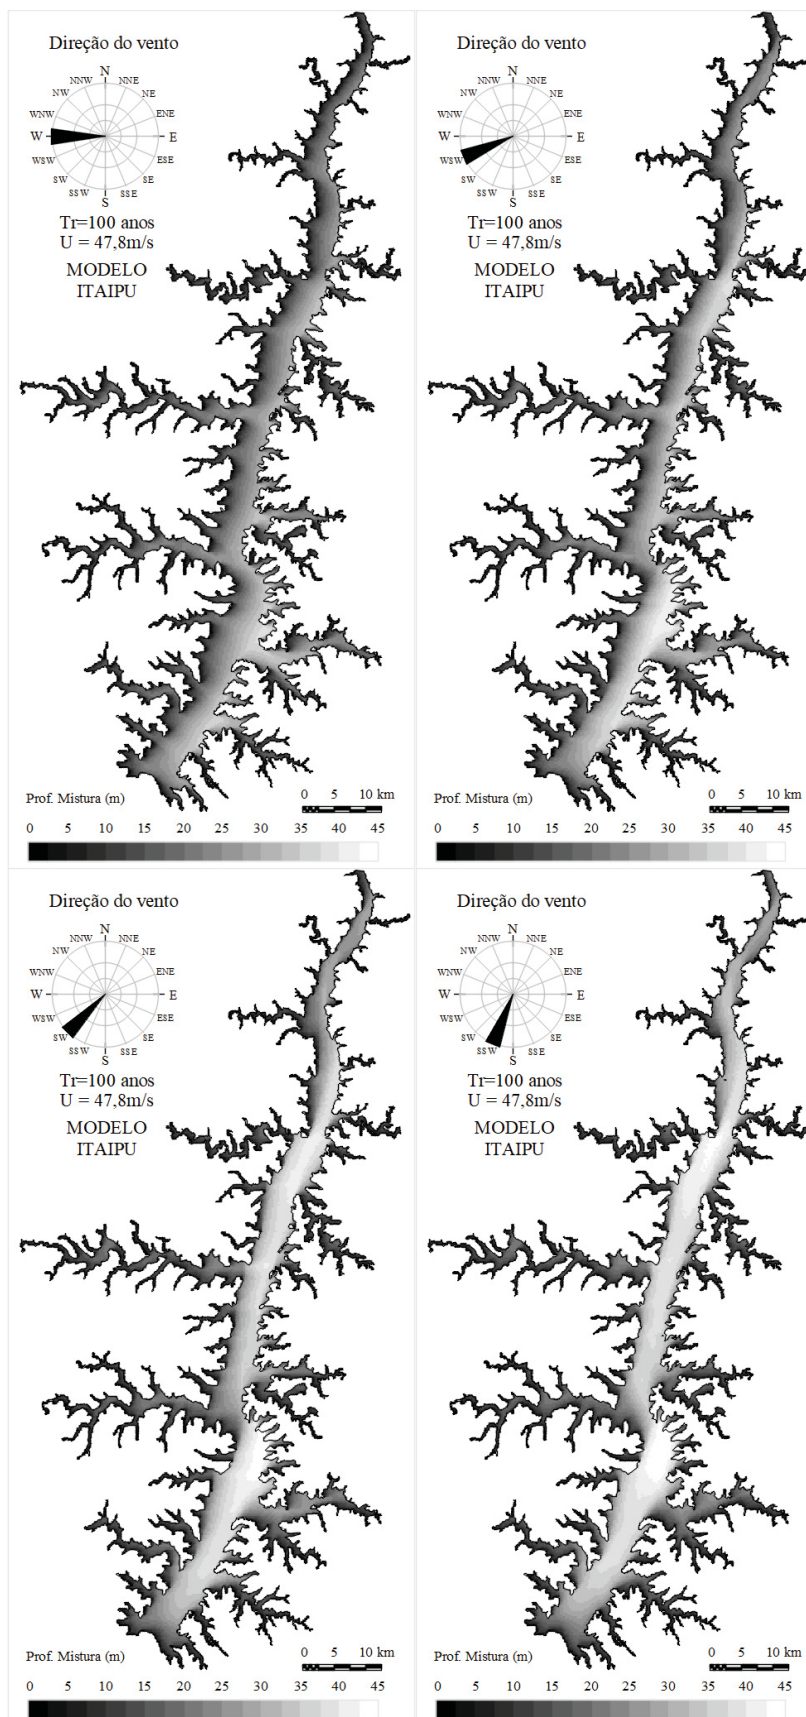 Direção do vento
N
NNW NNE
NW NE
WNW ENE
W E
WSW ESE
SW SE
SSW SSE
S
Tr=100 anos
U = 47,8m/s
MODELO
ITAIPU
Prof. Mistura (m)
0 5 10 km
0 5 10 15 20 25 30 35 40 45
Direção do vento
N
NNW NNE
NW NE
WNW ENE
W E
WSW ESE
SW SE
SSW SSE
S
Tr=100 anos
U = 47,8m/s
MODELO
ITAIPU
Prof. Mistura (m)
0 5 10 km
0 5 10 15 20 25 30 35 40 45
Direção do vento
N
NNW NNE
NW NE
WNW ENE
W E
WSW ESE
SW SE
SSW SSE
S
Tr=100 anos
U = 47,8m/s
MODELO
ITAIPU
Prof. Mistura (m)
0 5 10 km
0 5 10 15 20 25 30 35 40 45
Direção do vento
N
NNW NNE
NW NE
WNW ENE
W E
WSW ESE
SW SE
SSW SSE
S
Tr=100 anos
U = 47,8m/s
MODELO
ITAIPU
Prof. Mistura (m)
0 5 10 km
0 5 10 15 20 25 30 35 40 45